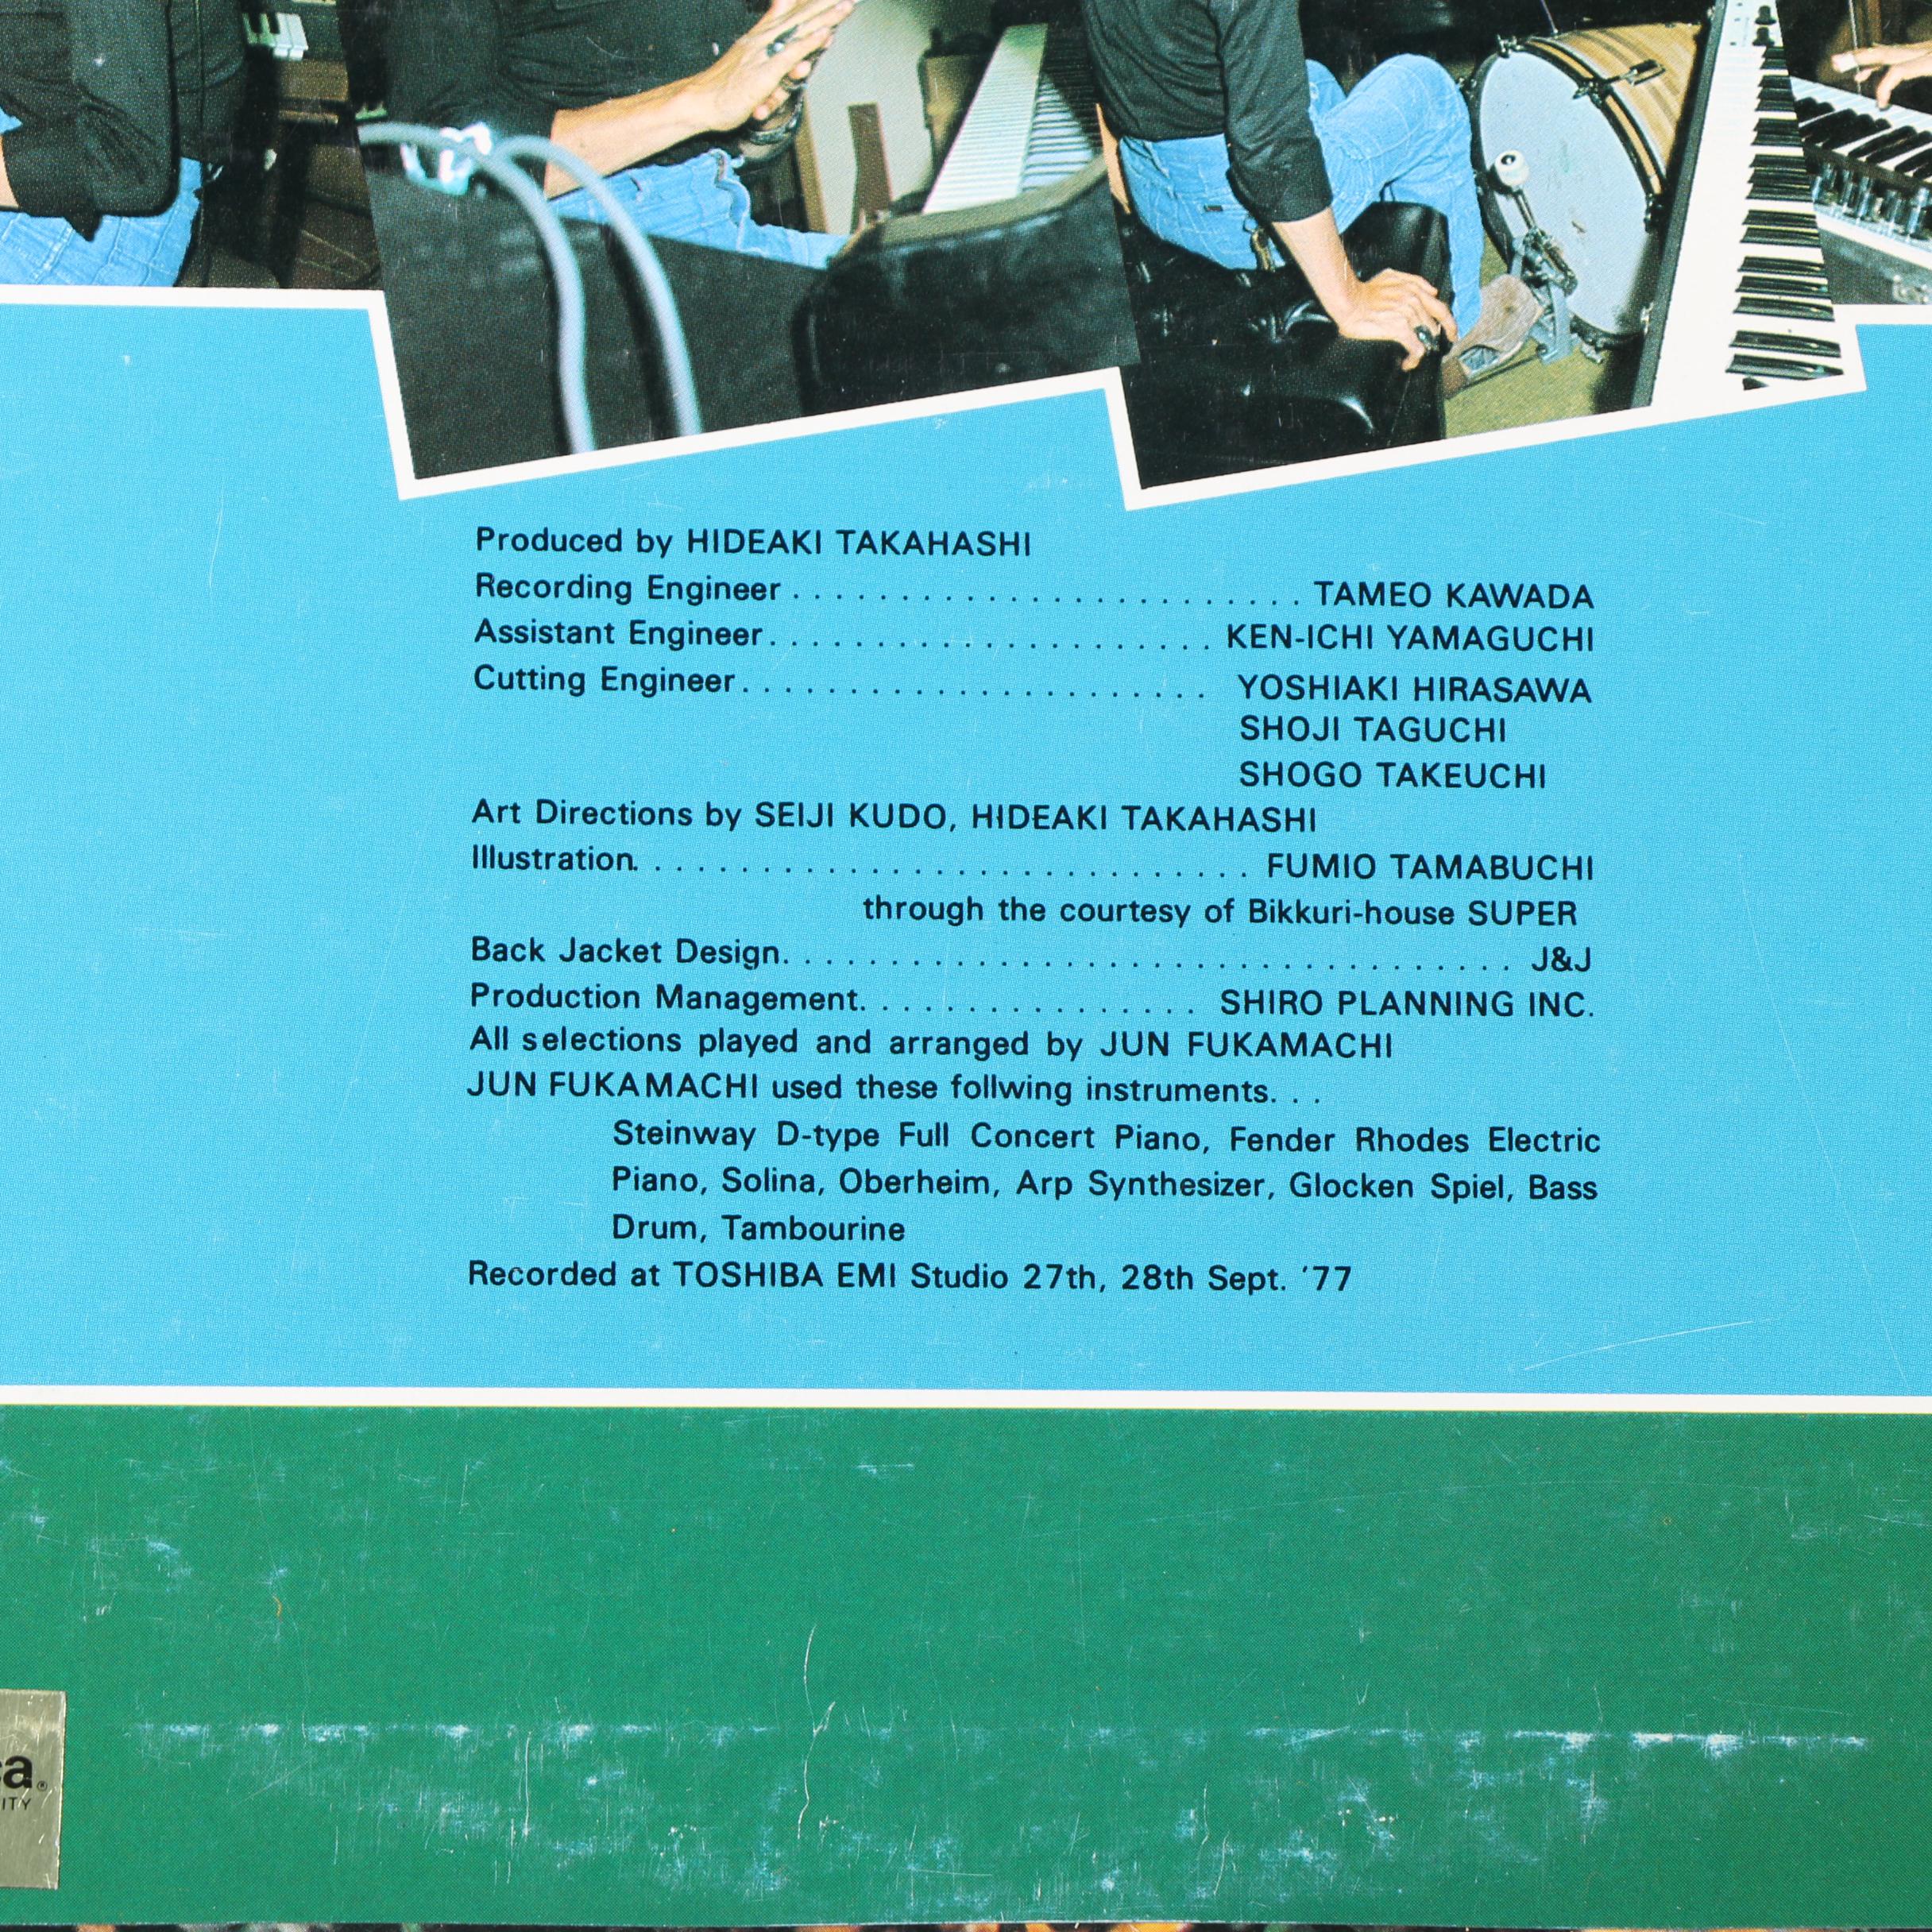 Produced by HIDEAKI TAKAHASHI
Recording Engineer . . . . . . . . . . . . . . . . . . . . . . . . TAMEO KAWADA
Assistant Engineer. . . . . . . . . . . . . . . . . . . . . KEN-ICHI YAMAGUCHI
Cutting Engineer. . . . . . . . . . . . . . . . . . . . . . YOSHIAKI HIRASAWA
SHOJI TAGUCHI
SHOGO TAKEUCHI
Art Directions by SEIJI KUDO, HIDEAKI TAKAHASHI
Illustration. . . . . . . . . . . . . . . . . . . . . . . . . . . . . FUMIO TAMABUCHI
through the courtesy of Bikkuri-house SUPER
Back Jacket Design. . . . . . . . . . . . . . . . . . . . . . . . . . . . . . . . . . J&J
Production Management. . . . . . . . . . . . . . . . SHIRO PLANNING INC.
All selections played and arranged by JUN FUKAMACHI
JUN FUKAMACHI used these follwing instruments. . .
Steinway D-type Full Concert Piano, Fender Rhodes Electric
Piano, Solina, Oberheim, Arp Synthesizer, Glocken Spiel, Bass
Drum, Tambourine
Recorded at TOSHIBA EMI Studio 27th, 28th Sept. '77